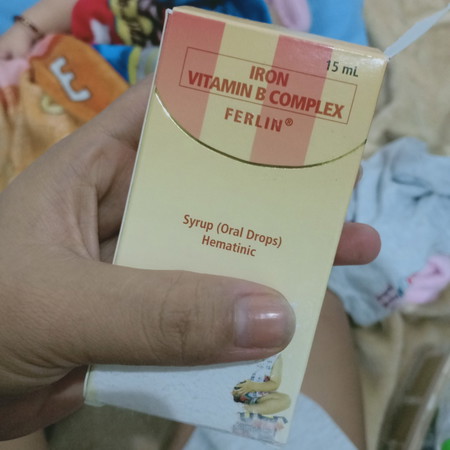 15 mL
IRON
VITAMIN B COMPLEX
FERLIN®
Syrup (Oral Drops)
Hematinic